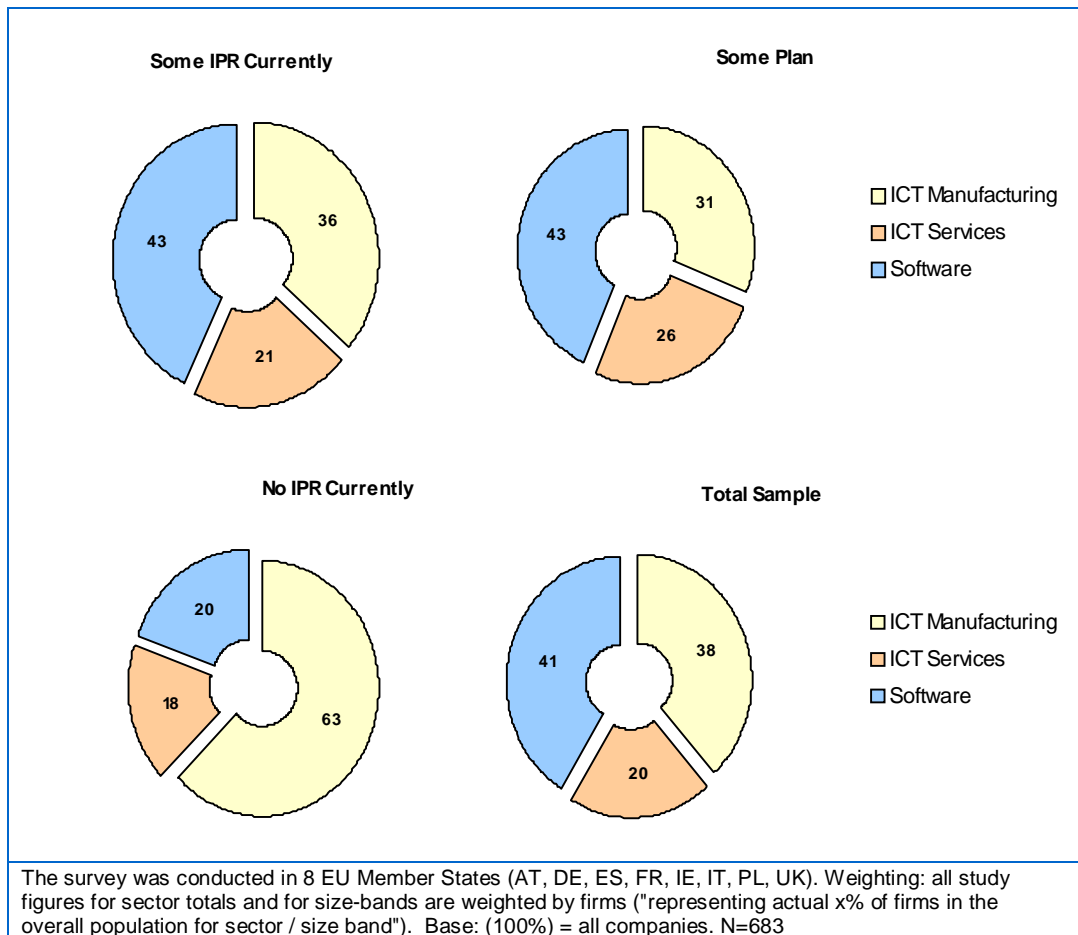 Some IPR Currently
Some Plan
43
36
21
43
31
26
ICT Manufacturing
ICT Services
Software
No IPR Currently
Total Sample
20
18
63
41
38
20
ICT Manufacturing
ICT Services
Software
The survey was conducted in 8 EU Member States (AT, DE, ES, FR, IE, IT, PL, UK). Weighting: all study
figures for sector totals and for size-bands are weighted by firms ("representing actual x% of firms in the
overall population for sector / size band").  Base: (100%) = all companies. N=683